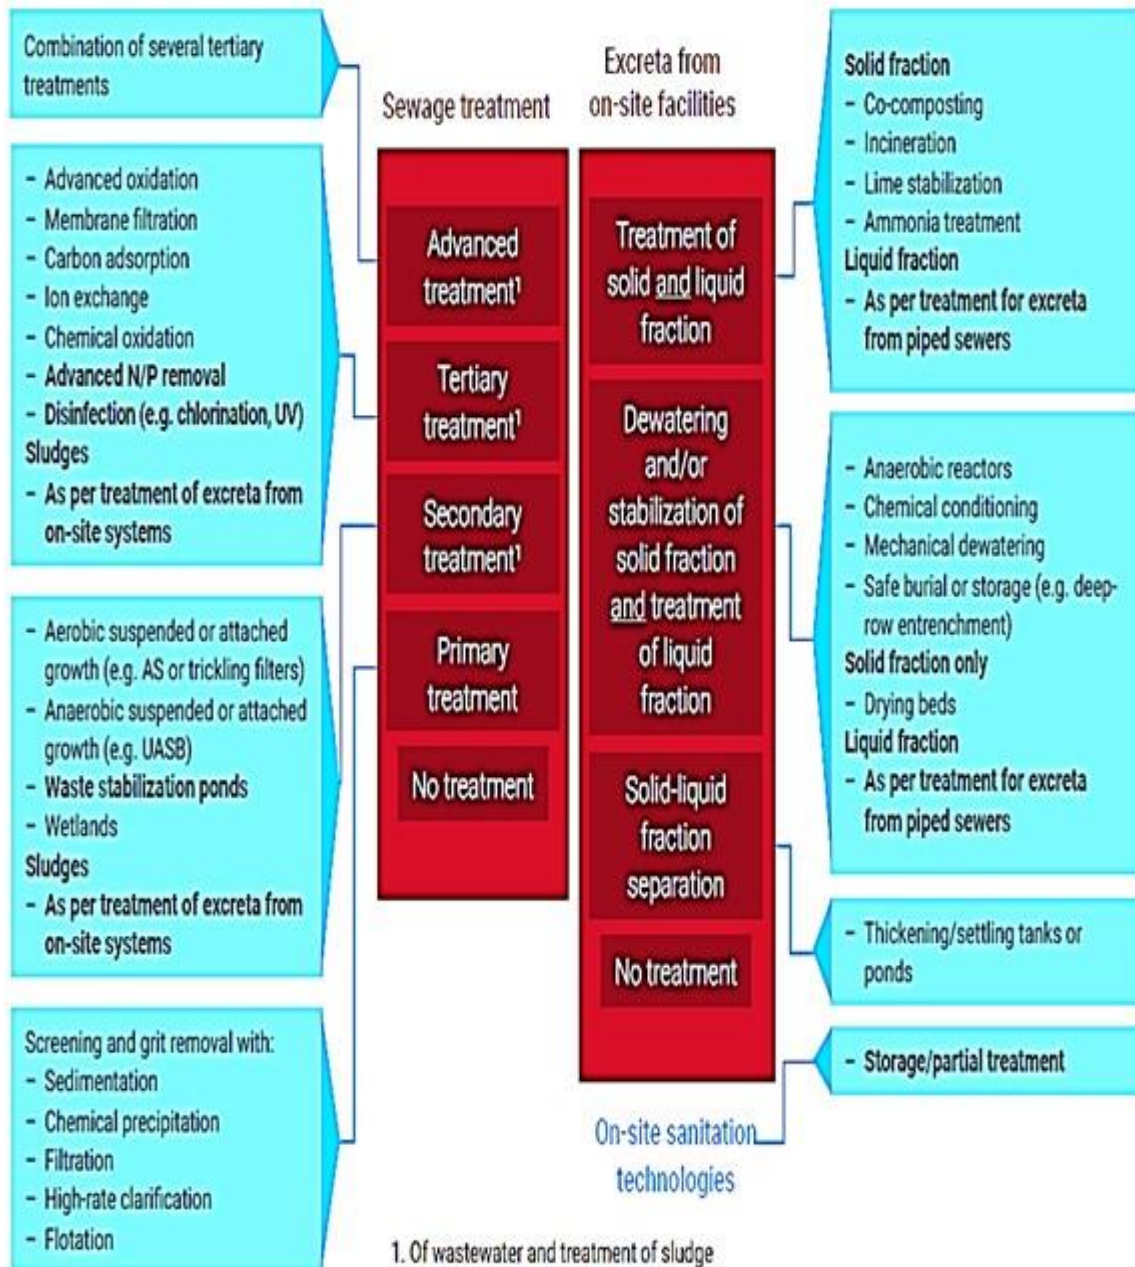 Combination of several tertiary
treatments
– Advanced oxidation
– Membrane filtration
– Carbon adsorption
– Ion exchange
– Chemical oxidation
– Advanced N/P removal
– Disinfection (e.g. chlorination, UV)
Sludges
– As per treatment of excreta from
on-site systems
– Aerobic suspended or attached
growth (e.g. AS or trickling filters)
– Anaerobic suspended or attached
growth (e.g. UASB)
– Waste stabilization ponds
– Wetlands
Sludges
– As per treatment of excreta from
on-site systems
Screening and grit removal with:
– Sedimentation
– Chemical precipitation
– Filtration
– High-rate clarification
– Flotation
Sewage treatment
Advanced
treatment¹
Tertiary
treatment¹
Secondary
treatment¹
Primary
treatment
No treatment
Excreta from
on-site facilities
Treatment of
solid and liquid
fraction
Dewatering
and/or
stabilization of
solid fraction
and treatment
of liquid
fraction
Solid-liquid
fraction
separation
No treatment
On-site sanitation
technologies
Solid fraction
– Co-composting
– Incineration
– Lime stabilization
– Ammonia treatment
Liquid fraction
– As per treatment for excreta
from piped sewers
– Anaerobic reactors
– Chemical conditioning
– Mechanical dewatering
– Safe burial or storage (e.g. deep-
row entrenchment)
Solid fraction only
– Drying beds
Liquid fraction
– As per treatment for excreta
from piped sewers
– Thickening/settling tanks or
ponds
– Storage/partial treatment
1. Of wastewater and treatment of sludge